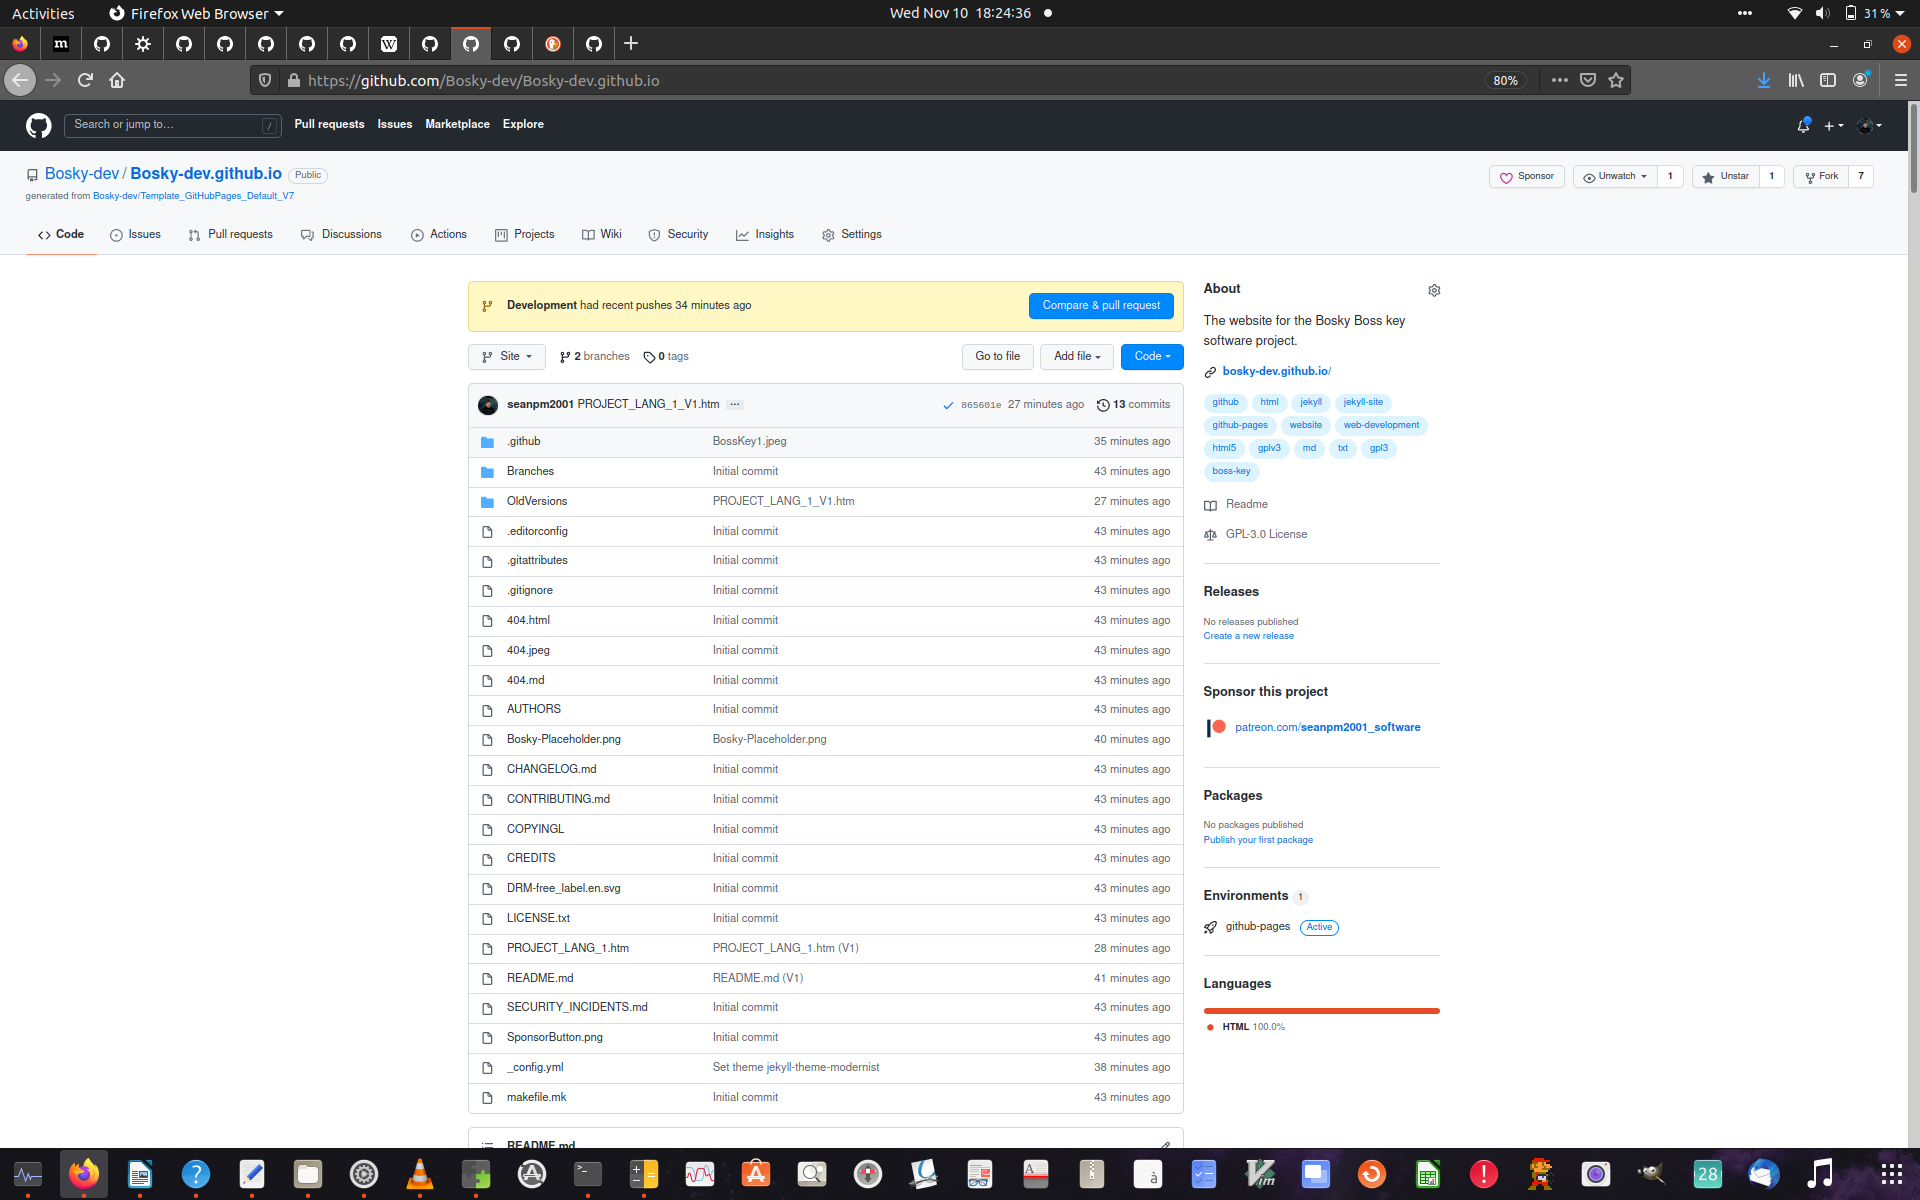 Activities
Firefox Web Browser
Wed Nov 10 18:24:36
31 %
m
W
https://github.com/Bosky-dev/Bosky-dev.github.io
80%
Search or jump to…
/
Pull requests
Issues
Marketplace
Explore
Bosky-dev / Bosky-dev.github.io
Public
generated from Bosky-dev/Template_GitHubPages_Default_V7
Sponsor
Unwatch
1
Unstar
1
Fork
7
Code
Issues
Pull requests
Discussions
Actions
Projects
Wiki
Security
Insights
Settings
Development had recent pushes 34 minutes ago
Compare & pull request
Site
2 branches
0 tags
Go to file
Add file
Code
seanpm2001 PROJECT_LANG_1_V1.htm
865601e 27 minutes ago
13 commits
.github BossKey1.jpeg 35 minutes ago
Branches Initial commit 43 minutes ago
OldVersions PROJECT_LANG_1_V1.htm 27 minutes ago
.editorconfig Initial commit 43 minutes ago
.gitattributes Initial commit 43 minutes ago
.gitignore Initial commit 43 minutes ago
404.html Initial commit 43 minutes ago
404.jpeg Initial commit 43 minutes ago
404.md Initial commit 43 minutes ago
AUTHORS Initial commit 43 minutes ago
Bosky-Placeholder.png Bosky-Placeholder.png 40 minutes ago
CHANGELOG.md Initial commit 43 minutes ago
CONTRIBUTING.md Initial commit 43 minutes ago
COPYINGL Initial commit 43 minutes ago
CREDITS Initial commit 43 minutes ago
DRM-free_label.en.svg Initial commit 43 minutes ago
LICENSE.txt Initial commit 43 minutes ago
PROJECT_LANG_1.htm PROJECT_LANG_1.htm (V1) 28 minutes ago
README.md README.md (V1) 41 minutes ago
SECURITY_INCIDENTS.md Initial commit 43 minutes ago
SponsorButton.png Initial commit 43 minutes ago
_config.yml Set theme jekyll-theme-modernist 38 minutes ago
makefile.mk Initial commit 43 minutes ago
README.md
About
The website for the Bosky Boss key
software project.
bosky-dev.github.io/
github html jekyll jekyll-site
github-pages website web-development
html5 gplv3 md txt gpl3
boss-key
Readme
GPL-3.0 License
Releases
No releases published
Create a new release
Sponsor this project
patreon.com/seanpm2001_software
Packages
No packages published
Publish your first package
Environments 1
github-pages Active
Languages
HTML 100.0%
?
>_
A
à
Vim
!
28